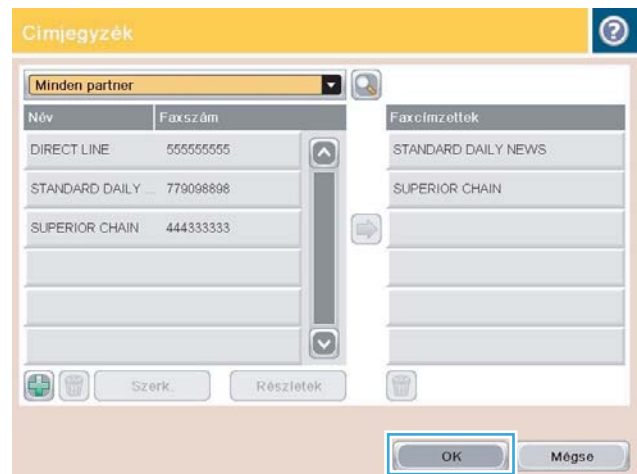 Címjegyzék
Minden partner
Név Faxszám
Faxcímzettek
DIRECT LINE 555555555
STANDARD DAILY NEWS
STANDARD DAILY ... 779098898
SUPERIOR CHAIN
SUPERIOR CHAIN 444333333
Szerk. Részletek
OK Mégse